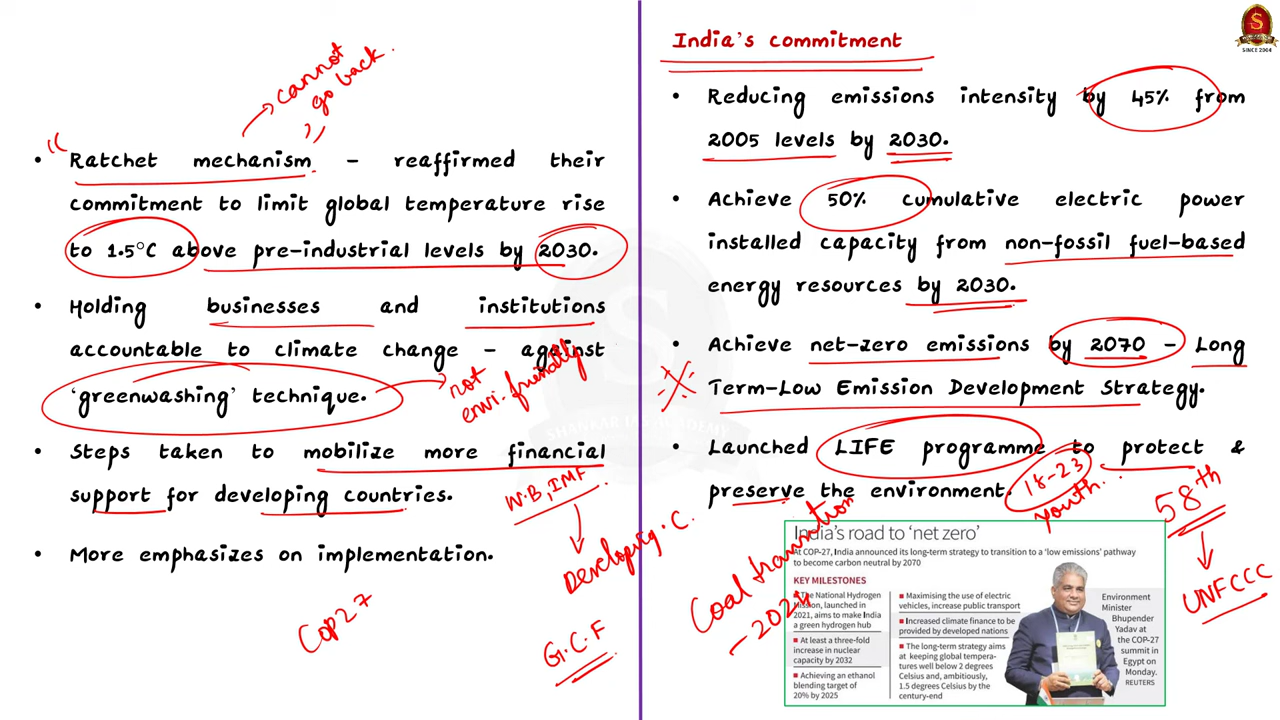 cannot
go back.
“ Ratchet mechanism ” – reaffirmed their
commitment to limit global temperature rise
to 1.5°C above pre-industrial levels by 2030.
• Holding businesses and institutions
accountable to climate change – against
‘greenwashing’ technique.
not
envi. friendly
• Steps taken to mobilize more financial
support for developing countries.
W.B, IMF
Developing C.
• More emphasizes on implementation.
Cop27
G.C.F
S
SINCE 2004
India's commitment
• Reducing emissions intensity by 45% from
2005 levels by 2030.
• Achieve 50% cumulative electric power
installed capacity from non-fossil fuel-based
energy resources by 2030.
• Achieve net-zero emissions by 2070 – Long
Term-Low Emission Development Strategy.
• Launched LIFE programme to protect &
preserve the environment.
18-23
youth.
58th
UNFCCC
Coal transition
- 2024
India's road to ‘net zero’
At COP-27, India announced its long-term strategy to transition to a ‘low emissions’ pathway
to become carbon neutral by 2070
KEY MILESTONES
The National Hydrogen
Mission, launched in
2021, aims to make India
a green hydrogen hub
At least a three-fold
increase in nuclear
capacity by 2032
Achieving an ethanol
blending target of
20% by 2025
Maximising the use of electric
vehicles, increase public transport
Increased climate finance to be
provided by developed nations
The long-term strategy aims
at keeping global tempera-
tures well below 2 degrees
Celsius and, ambitiously,
1.5 degrees Celsius by the
century-end
Environment
Minister
Bhupender
Yadav at
the COP-27
summit in
Egypt on
Monday.
REUTERS
SHANKAR IAS ACADEMY